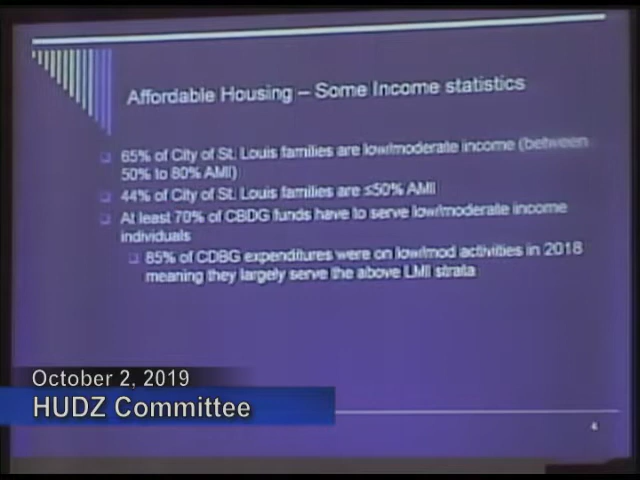 Affordable Housing – Some Income statistics
65% of City of St. Louis families are low/moderate income (between
50% to 80% AMI)
44% of City of St. Louis families are ≤50% AMI
At least 70% of CBDG funds have to serve low/moderate income
individuals
85% of CDBG expenditures were on low/mod activities in 2018
meaning they largely serve the above LMI strata
October 2, 2019
HUDZ Committee
4